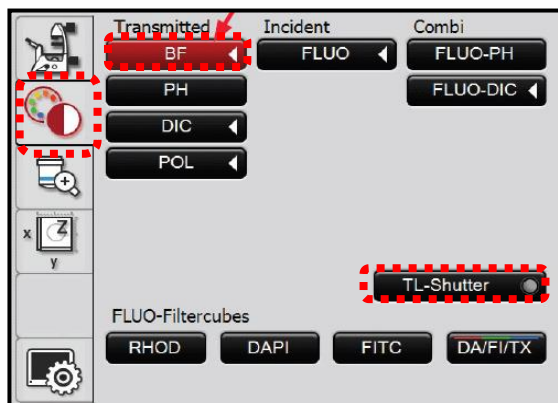 Transmitted Incident Combi
BF FLUO FLUO-PH
PH FLUO-DIC
DIC
POL
x Z
y
TL-Shutter
FLUO-Filtercubes
RHOD DAPI FITC DA/FI/TX